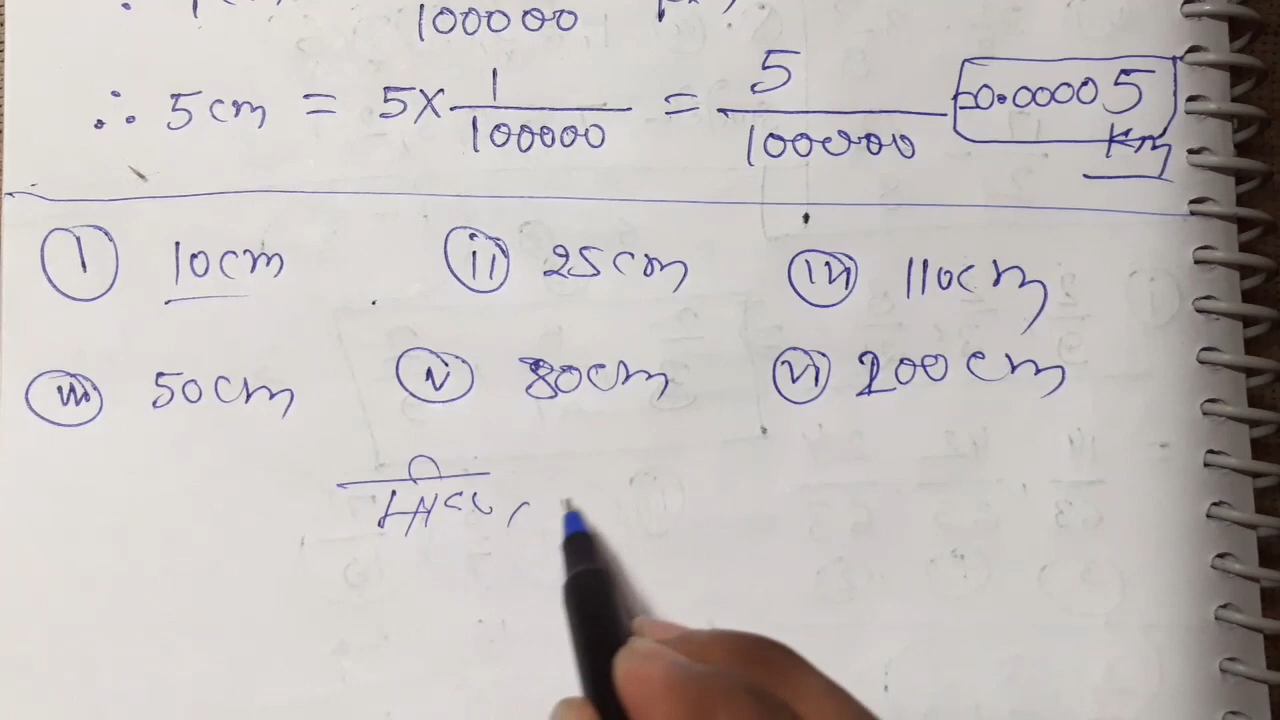 100000
∴ 5cm = 5 × 1/100000 = 5/100000 = 0.00005 Km
(i) 10cm (ii) 25cm (iii) 110cm
(iv) 50cm (v) 80cm (vi) 200cm